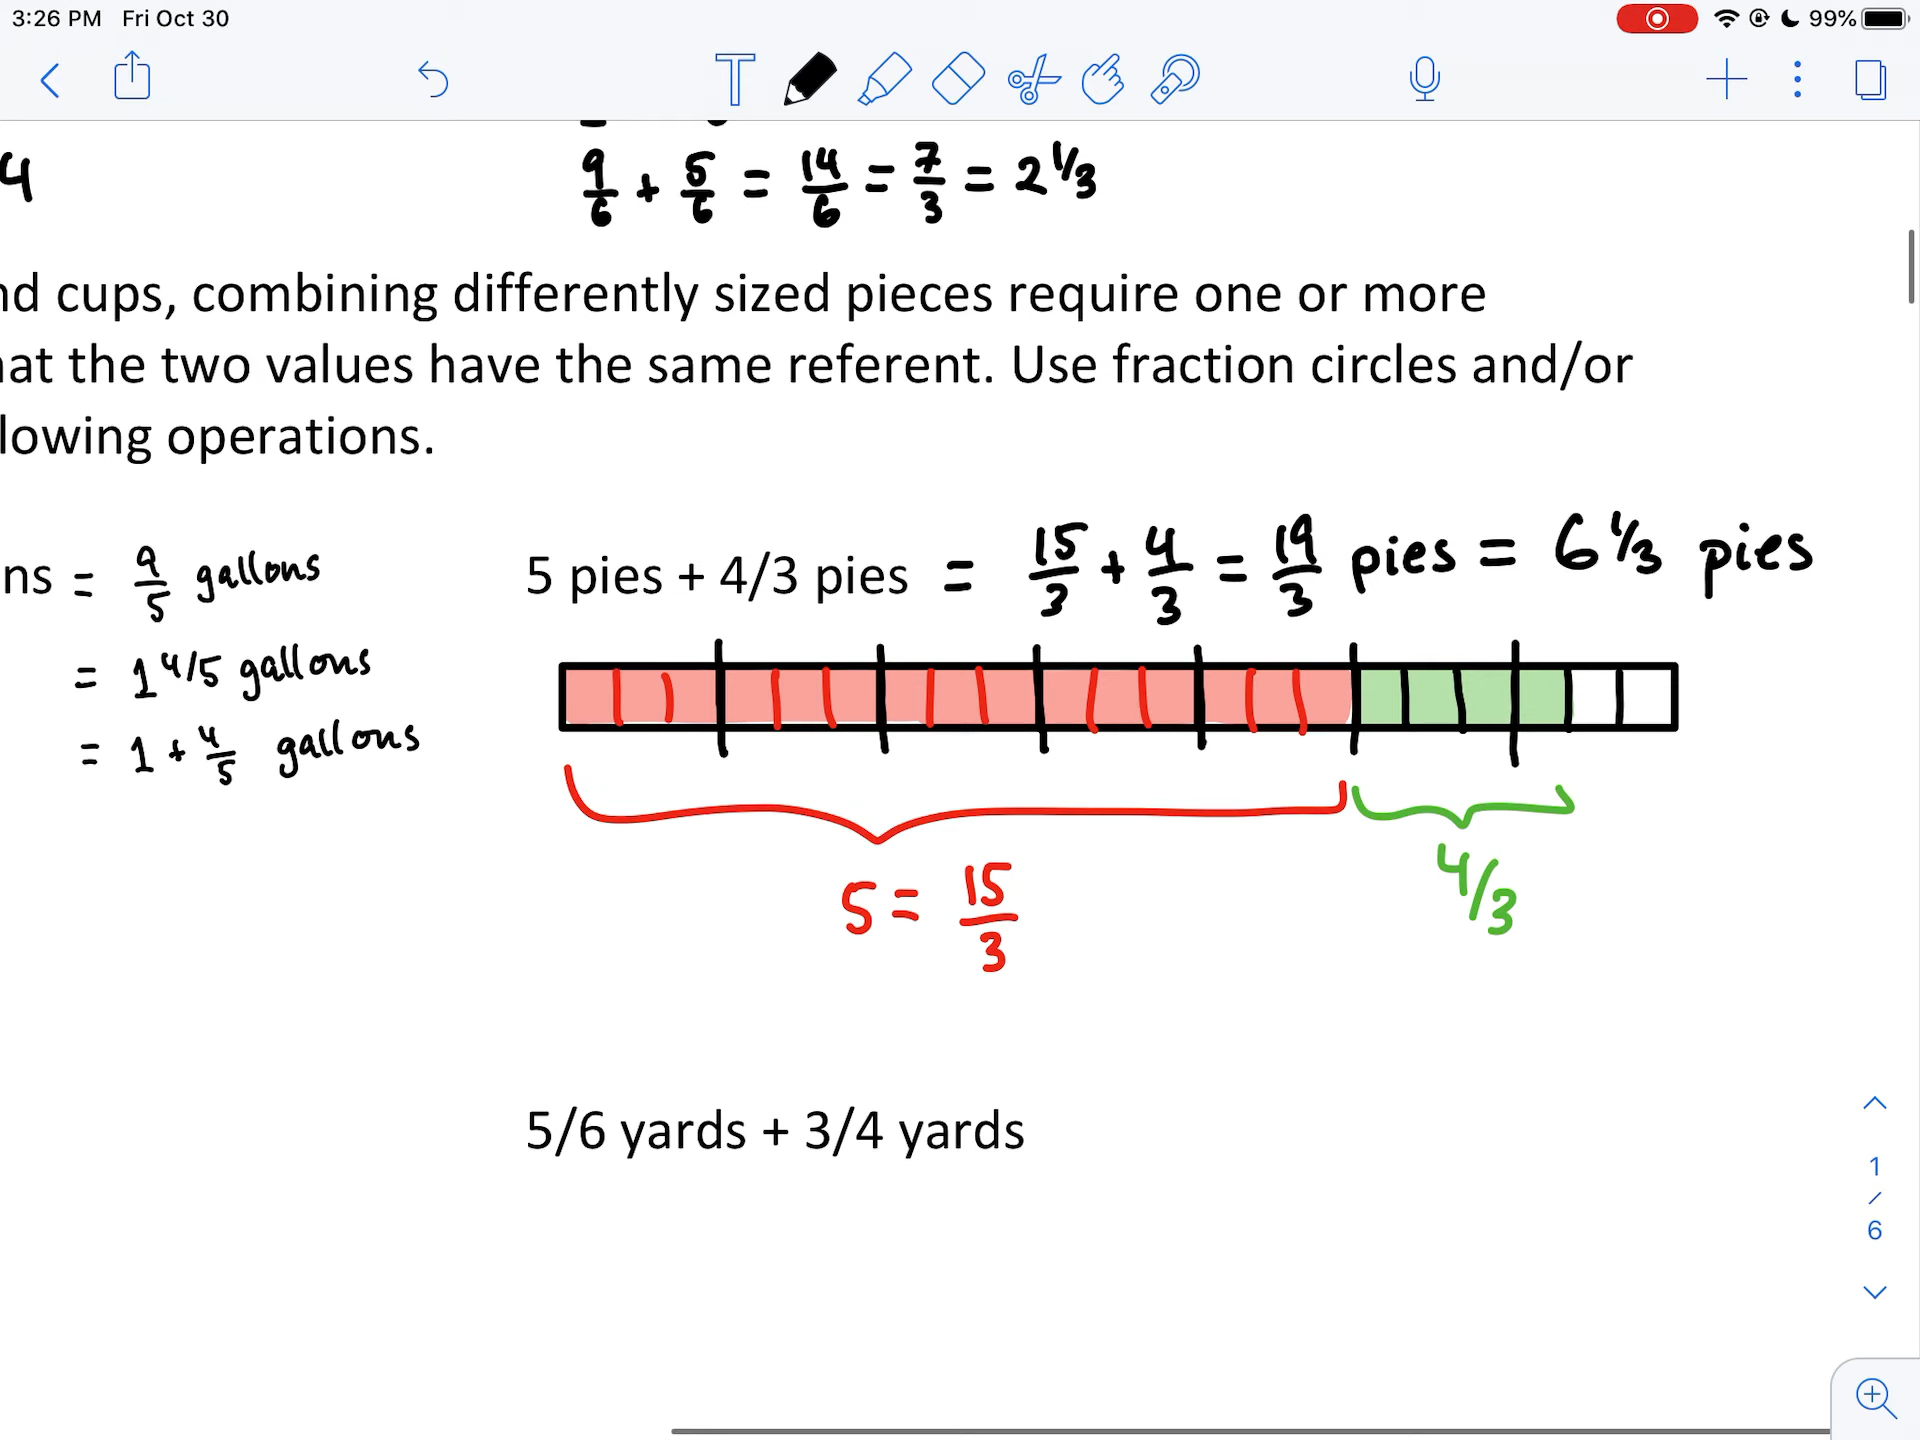 3:26 PM Fri Oct 30 99%
4
9/6 + 5/6 = 14/6 = 7/3 = 2 1/3
nd cups, combining differently sized pieces require one or more
hat the two values have the same referent. Use fraction circles and/or
lowing operations.
ns = 9/5 gallons
= 1 4/5 gallons
= 1 + 4/5 gallons
5 pies + 4/3 pies = 15/3 + 4/3 = 19/3 pies = 6 1/3 pies
5 = 15/3
4/3
5/6 yards + 3/4 yards
1
/
6